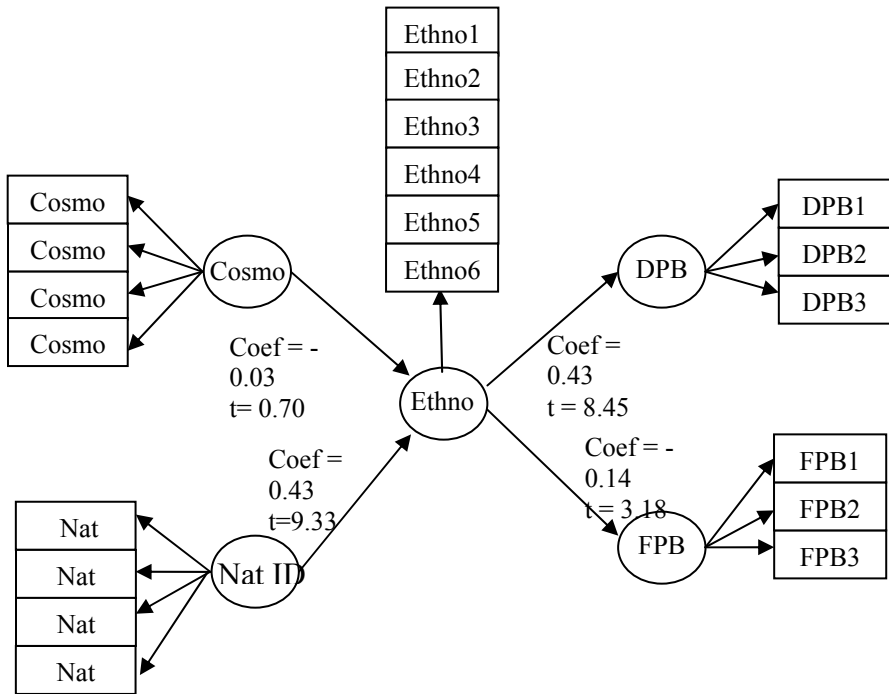 Ethno1
Ethno2
Ethno3
Ethno4
Ethno5
Ethno6
Cosmo
Cosmo
Cosmo
Cosmo
Cosmo
DPB
DPB1
DPB2
DPB3
Coef = -
0.03
t= 0.70
Ethno
Coef =
0.43
t = 8.45
Coef =
0.43
t=9.33
Coef = -
0.14
t = 3.18
Nat
Nat
Nat
Nat
Nat ID
FPB
FPB1
FPB2
FPB3